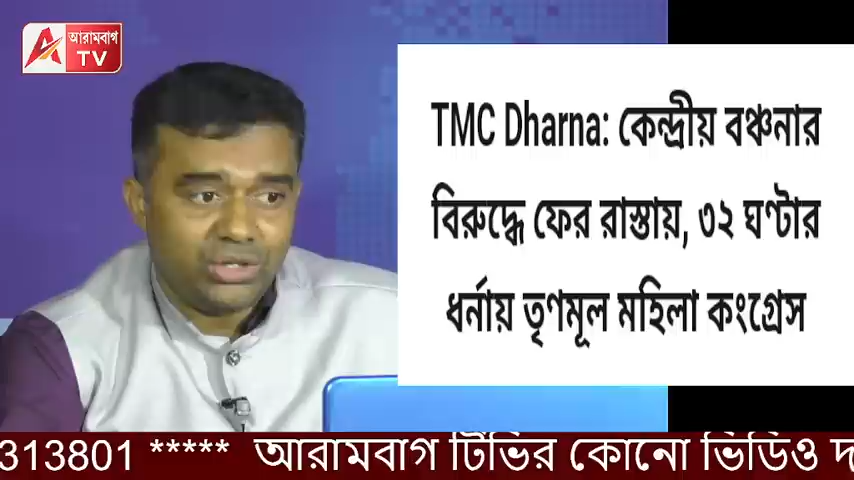 আরামবাগ
TV
TMC Dharna: কেন্দ্রীয় বঞ্চনার
বিরুদ্ধে ফের রাস্তায়, ৩২ ঘণ্টার
ধর্নায় তৃণমূল মহিলা কংগ্রেস
313801 ***** আরামবাগ টিভির কোনো ভিডিও